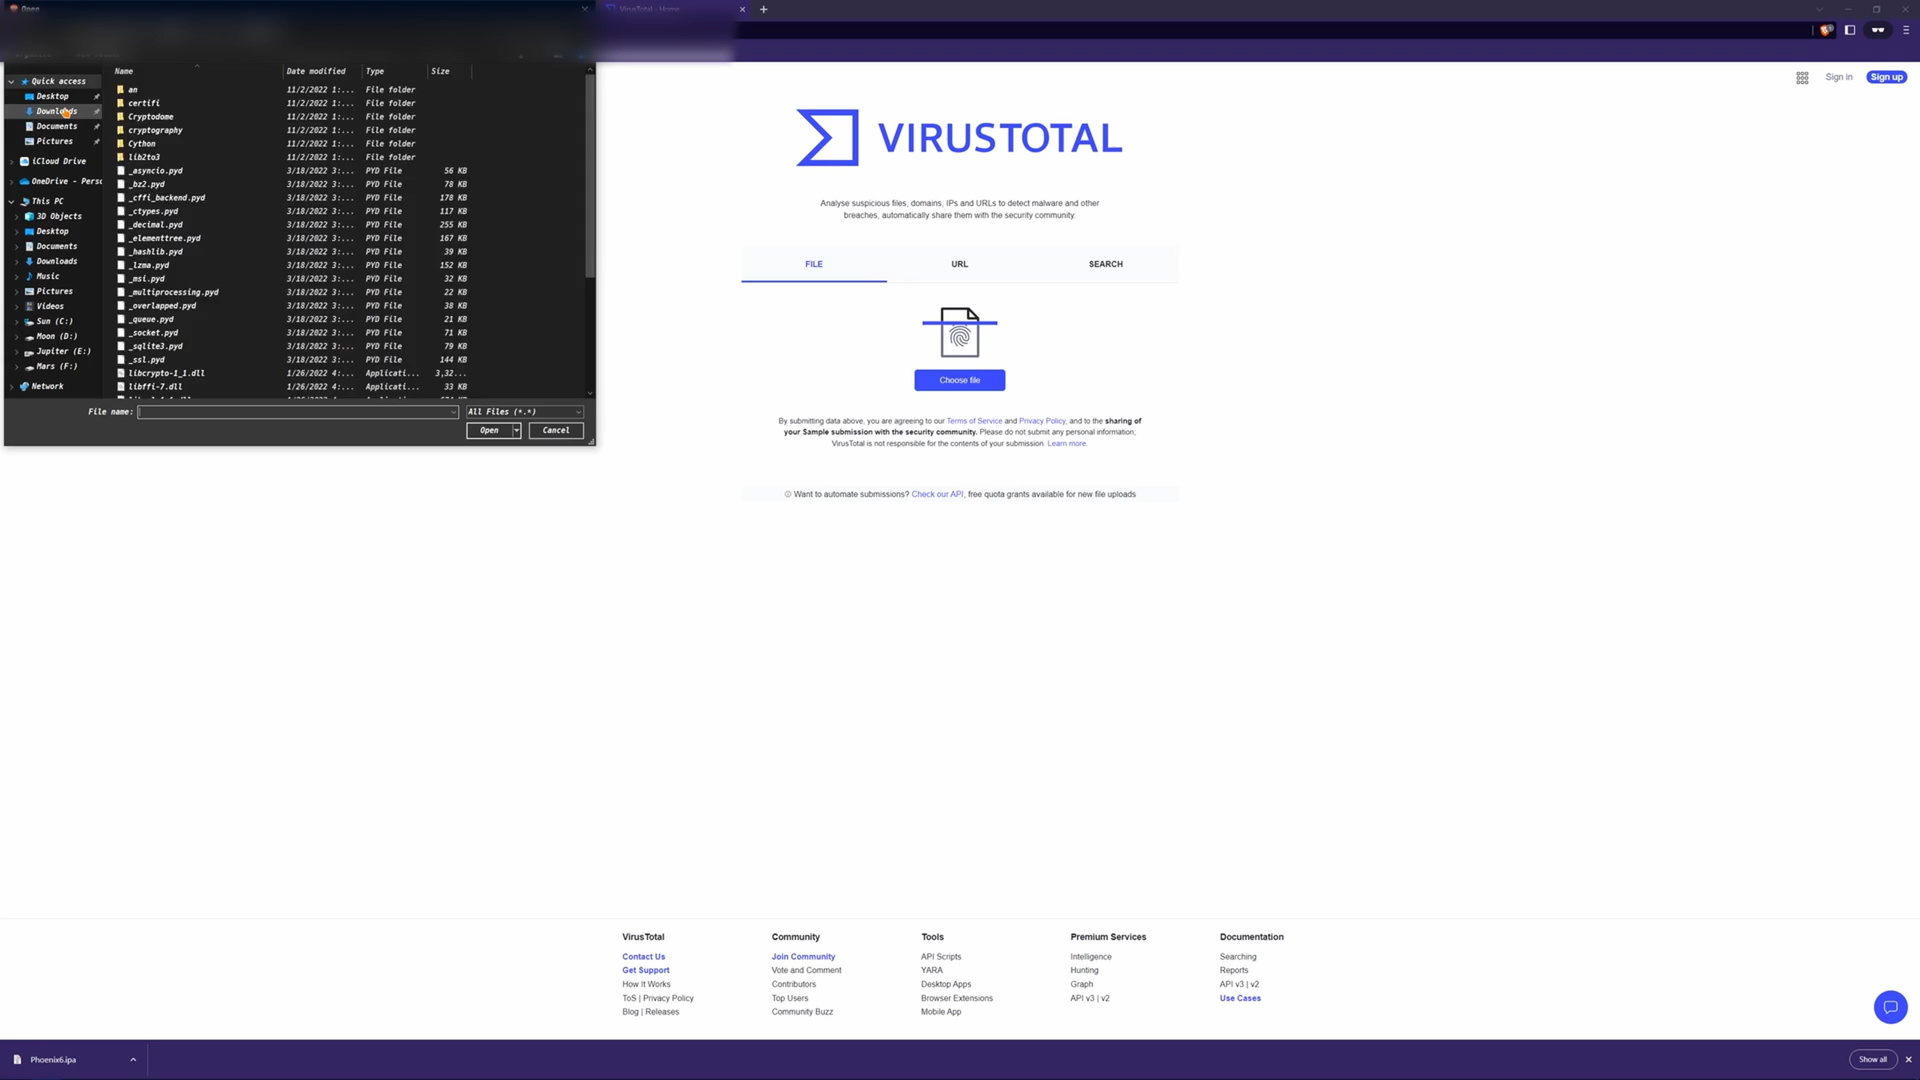 Open
VirusTotal - Home
Name
Date modified
Type
Size
Quick access
Desktop
Downloads
Documents
Pictures
iCloud Drive
OneDrive - Perso
This PC
3D Objects
Desktop
Documents
Downloads
Music
Pictures
Videos
Sun (C:)
Moon (D:)
Jupiter (E:)
Mars (F:)
Network
an 11/2/2022 1:... File folder
certifi 11/2/2022 1:... File folder
Cryptodome 11/2/2022 1:... File folder
cryptography 11/2/2022 1:... File folder
Cython 11/2/2022 1:... File folder
lib2to3 11/2/2022 1:... File folder
_asyncio.pyd 3/18/2022 3:... PYD File 56 KB
_bz2.pyd 3/18/2022 3:... PYD File 78 KB
_cffi_backend.pyd 3/18/2022 3:... PYD File 178 KB
_ctypes.pyd 3/18/2022 3:... PYD File 117 KB
_decimal.pyd 3/18/2022 3:... PYD File 255 KB
_elementtree.pyd 3/18/2022 3:... PYD File 167 KB
_hashlib.pyd 3/18/2022 3:... PYD File 39 KB
_lzma.pyd 3/18/2022 3:... PYD File 152 KB
_msi.pyd 3/18/2022 3:... PYD File 32 KB
_multiprocessing.pyd 3/18/2022 3:... PYD File 22 KB
_overlapped.pyd 3/18/2022 3:... PYD File 38 KB
_queue.pyd 3/18/2022 3:... PYD File 21 KB
_socket.pyd 3/18/2022 3:... PYD File 71 KB
_sqlite3.pyd 3/18/2022 3:... PYD File 79 KB
_ssl.pyd 3/18/2022 3:... PYD File 144 KB
libcrypto-1_1.dll 1/26/2022 4:... Applicati... 3,32...
libffi-7.dll 1/26/2022 4:... Applicati... 33 KB
File name:
All Files (*.*)
Open
Cancel
Sign in
Sign up
VIRUSTOTAL
Analyse suspicious files, domains, IPs and URLs to detect malware and other
breaches, automatically share them with the security community.
FILE
URL
SEARCH
Choose file
By submitting data above, you are agreeing to our Terms of Service and Privacy Policy, and to the sharing of
your Sample submission with the security community. Please do not submit any personal information;
VirusTotal is not responsible for the contents of your submission. Learn more.
Want to automate submissions? Check our API, free quota grants available for new file uploads
VirusTotal
Contact Us
Get Support
How It Works
ToS | Privacy Policy
Blog | Releases
Community
Join Community
Vote and Comment
Contributors
Top Users
Community Buzz
Tools
API Scripts
YARA
Desktop Apps
Browser Extensions
Mobile App
Premium Services
Intelligence
Hunting
Graph
API v3 | v2
Documentation
Searching
Reports
API v3 | v2
Use Cases
Phoenix6.ipa
Show all